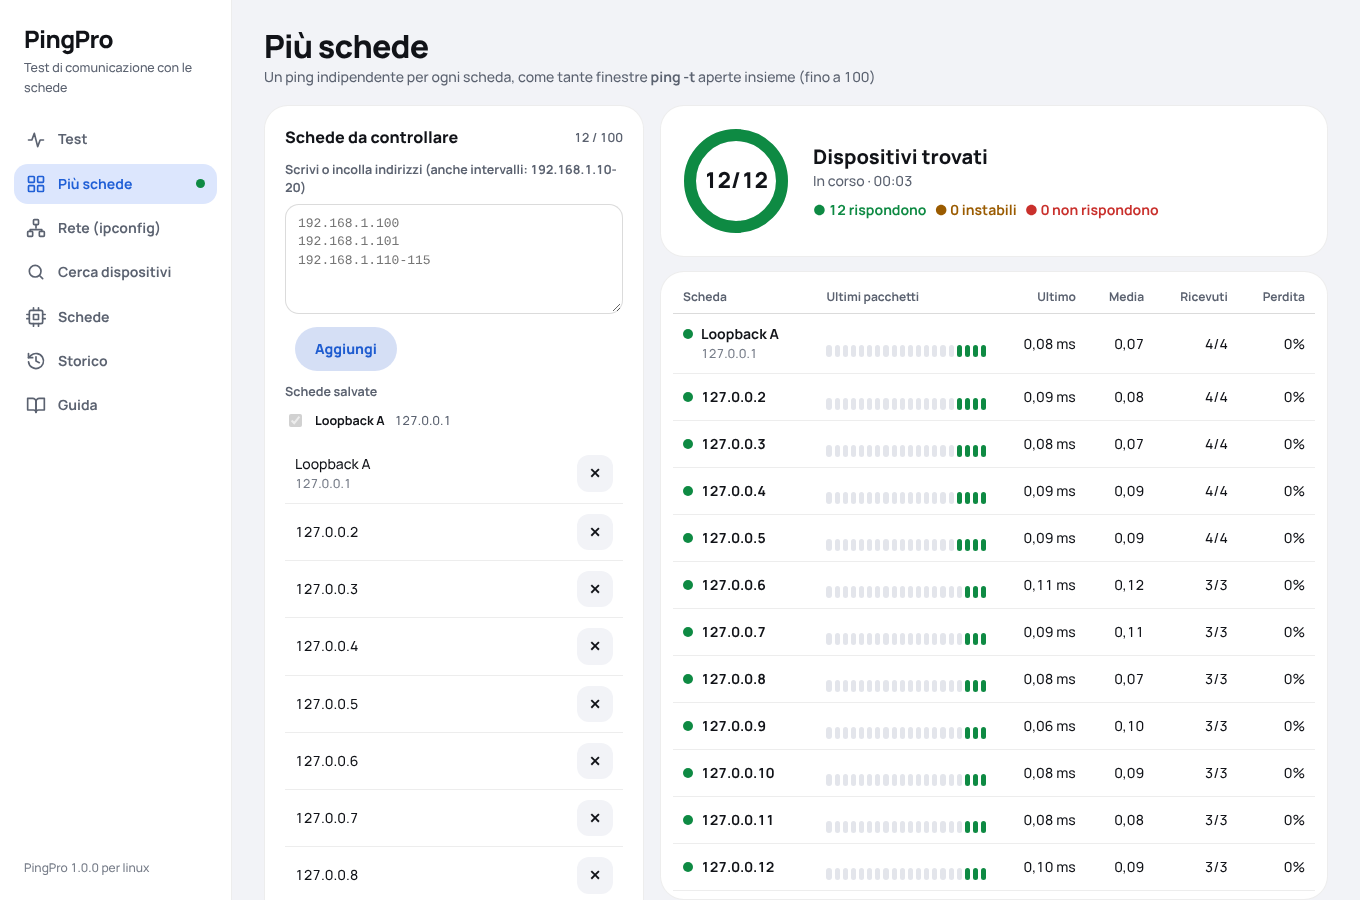 PingPro
Test di comunicazione con le
schede
Test
Più schede
Rete (ipconfig)
Cerca dispositivi
Schede
Storico
Guida
PingPro 1.0.0 per linux
Più schede
Un ping indipendente per ogni scheda, come tante finestre ping -t aperte insieme (fino a 100)
Schede da controllare 12 / 100
Scrivi o incolla indirizzi (anche intervalli: 192.168.1.10-
20)
192.168.1.100
192.168.1.101
192.168.1.110-115
Aggiungi
Schede salvate
Loopback A 127.0.0.1
Loopback A
127.0.0.1
127.0.0.2
127.0.0.3
127.0.0.4
127.0.0.5
127.0.0.6
127.0.0.7
127.0.0.8
12/12
Dispositivi trovati
In corso · 00:03
12 rispondono 0 instabili 0 non rispondono
Scheda Ultimi pacchetti Ultimo Media Ricevuti Perdita
Loopback A
127.0.0.1
0,08 ms 0,07 4/4 0%
127.0.0.2 0,09 ms 0,08 4/4 0%
127.0.0.3 0,08 ms 0,07 4/4 0%
127.0.0.4 0,09 ms 0,09 4/4 0%
127.0.0.5 0,09 ms 0,09 4/4 0%
127.0.0.6 0,11 ms 0,12 3/3 0%
127.0.0.7 0,09 ms 0,11 3/3 0%
127.0.0.8 0,08 ms 0,07 3/3 0%
127.0.0.9 0,06 ms 0,10 3/3 0%
127.0.0.10 0,08 ms 0,09 3/3 0%
127.0.0.11 0,08 ms 0,08 3/3 0%
127.0.0.12 0,10 ms 0,09 3/3 0%